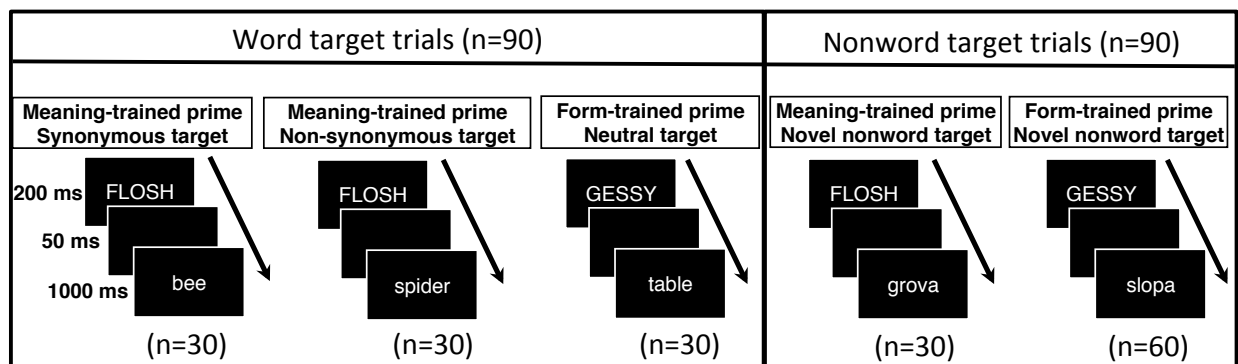 Word target trials (n=90)
Nonword target trials (n=90)
Meaning-trained prime
Synonymous target
Meaning-trained prime
Non-synonymous target
Form-trained prime
Neutral target
Meaning-trained prime
Novel nonword target
Form-trained prime
Novel nonword target
200 ms
FLOSH
FLOSH
GESSY
FLOSH
GESSY
50 ms
1000 ms
bee
spider
table
grova
slopa
(n=30)
(n=30)
(n=30)
(n=30)
(n=60)